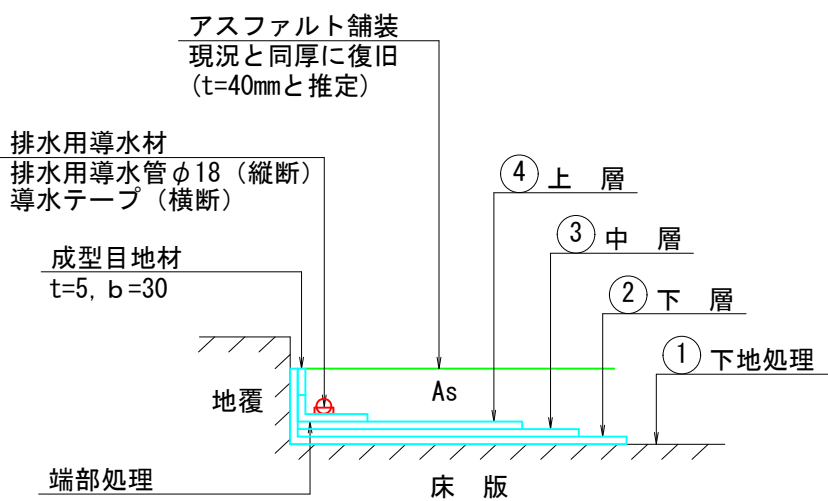 アスファルト舗装
現況と同厚に復旧
(t=40mmと推定)
排水用導水材
排水用導水管φ18（縦断）
導水テープ（横断）
④ 上　層
③ 中　層
成型目地材
t=5, ｂ=30
② 下　層
① 下地処理
地覆
As
端部処理
床　版